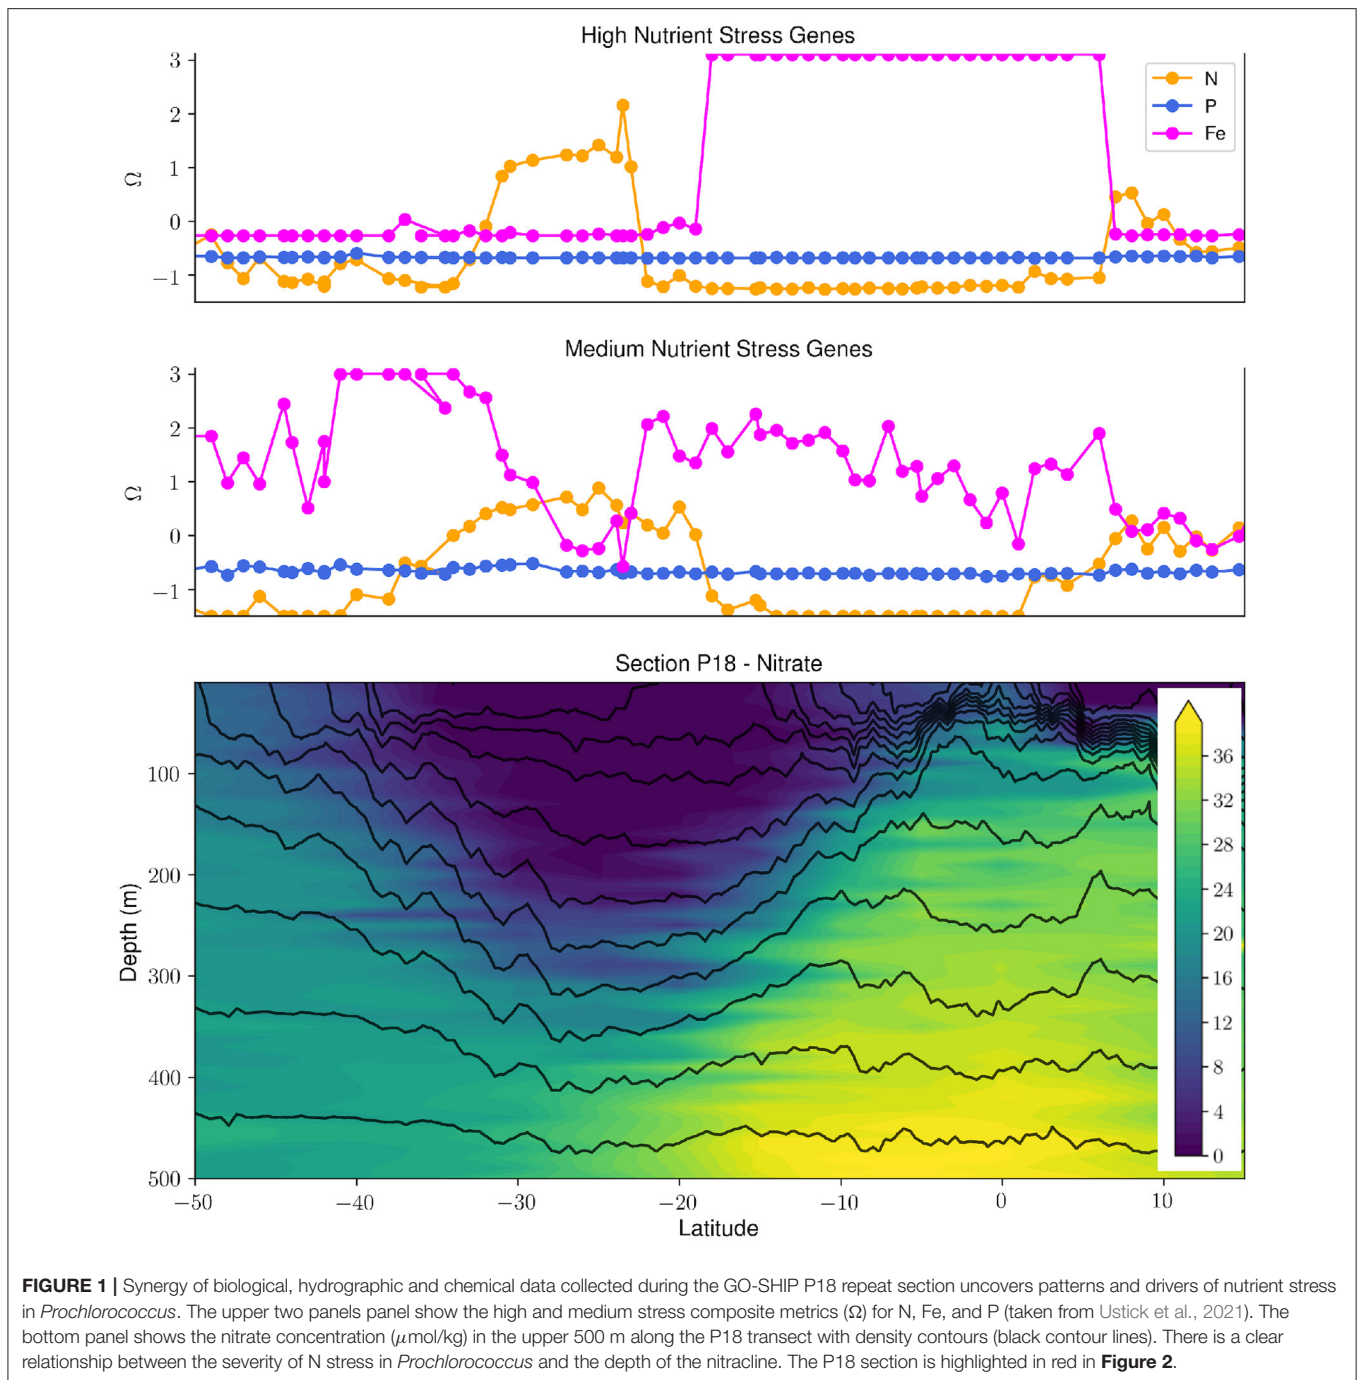 High Nutrient Stress Genes
3
2
1
0
−1
Ω
N
P
Fe
Medium Nutrient Stress Genes
3
2
1
0
−1
Ω
Section P18 - Nitrate
100
200
300
400
500
Depth (m)
36
32
28
24
20
16
12
8
4
0
−50
−40
−30
−20
−10
0
10
Latitude
FIGURE 1 | Synergy of biological, hydrographic and chemical data collected during the GO-SHIP P18 repeat section uncovers patterns and drivers of nutrient stress
in Prochlorococcus. The upper two panels panel show the high and medium stress composite metrics (Ω) for N, Fe, and P (taken from Ustick et al., 2021). The
bottom panel shows the nitrate concentration (μmol/kg) in the upper 500 m along the P18 transect with density contours (black contour lines). There is a clear
relationship between the severity of N stress in Prochlorococcus and the depth of the nitracline. The P18 section is highlighted in red in Figure 2.